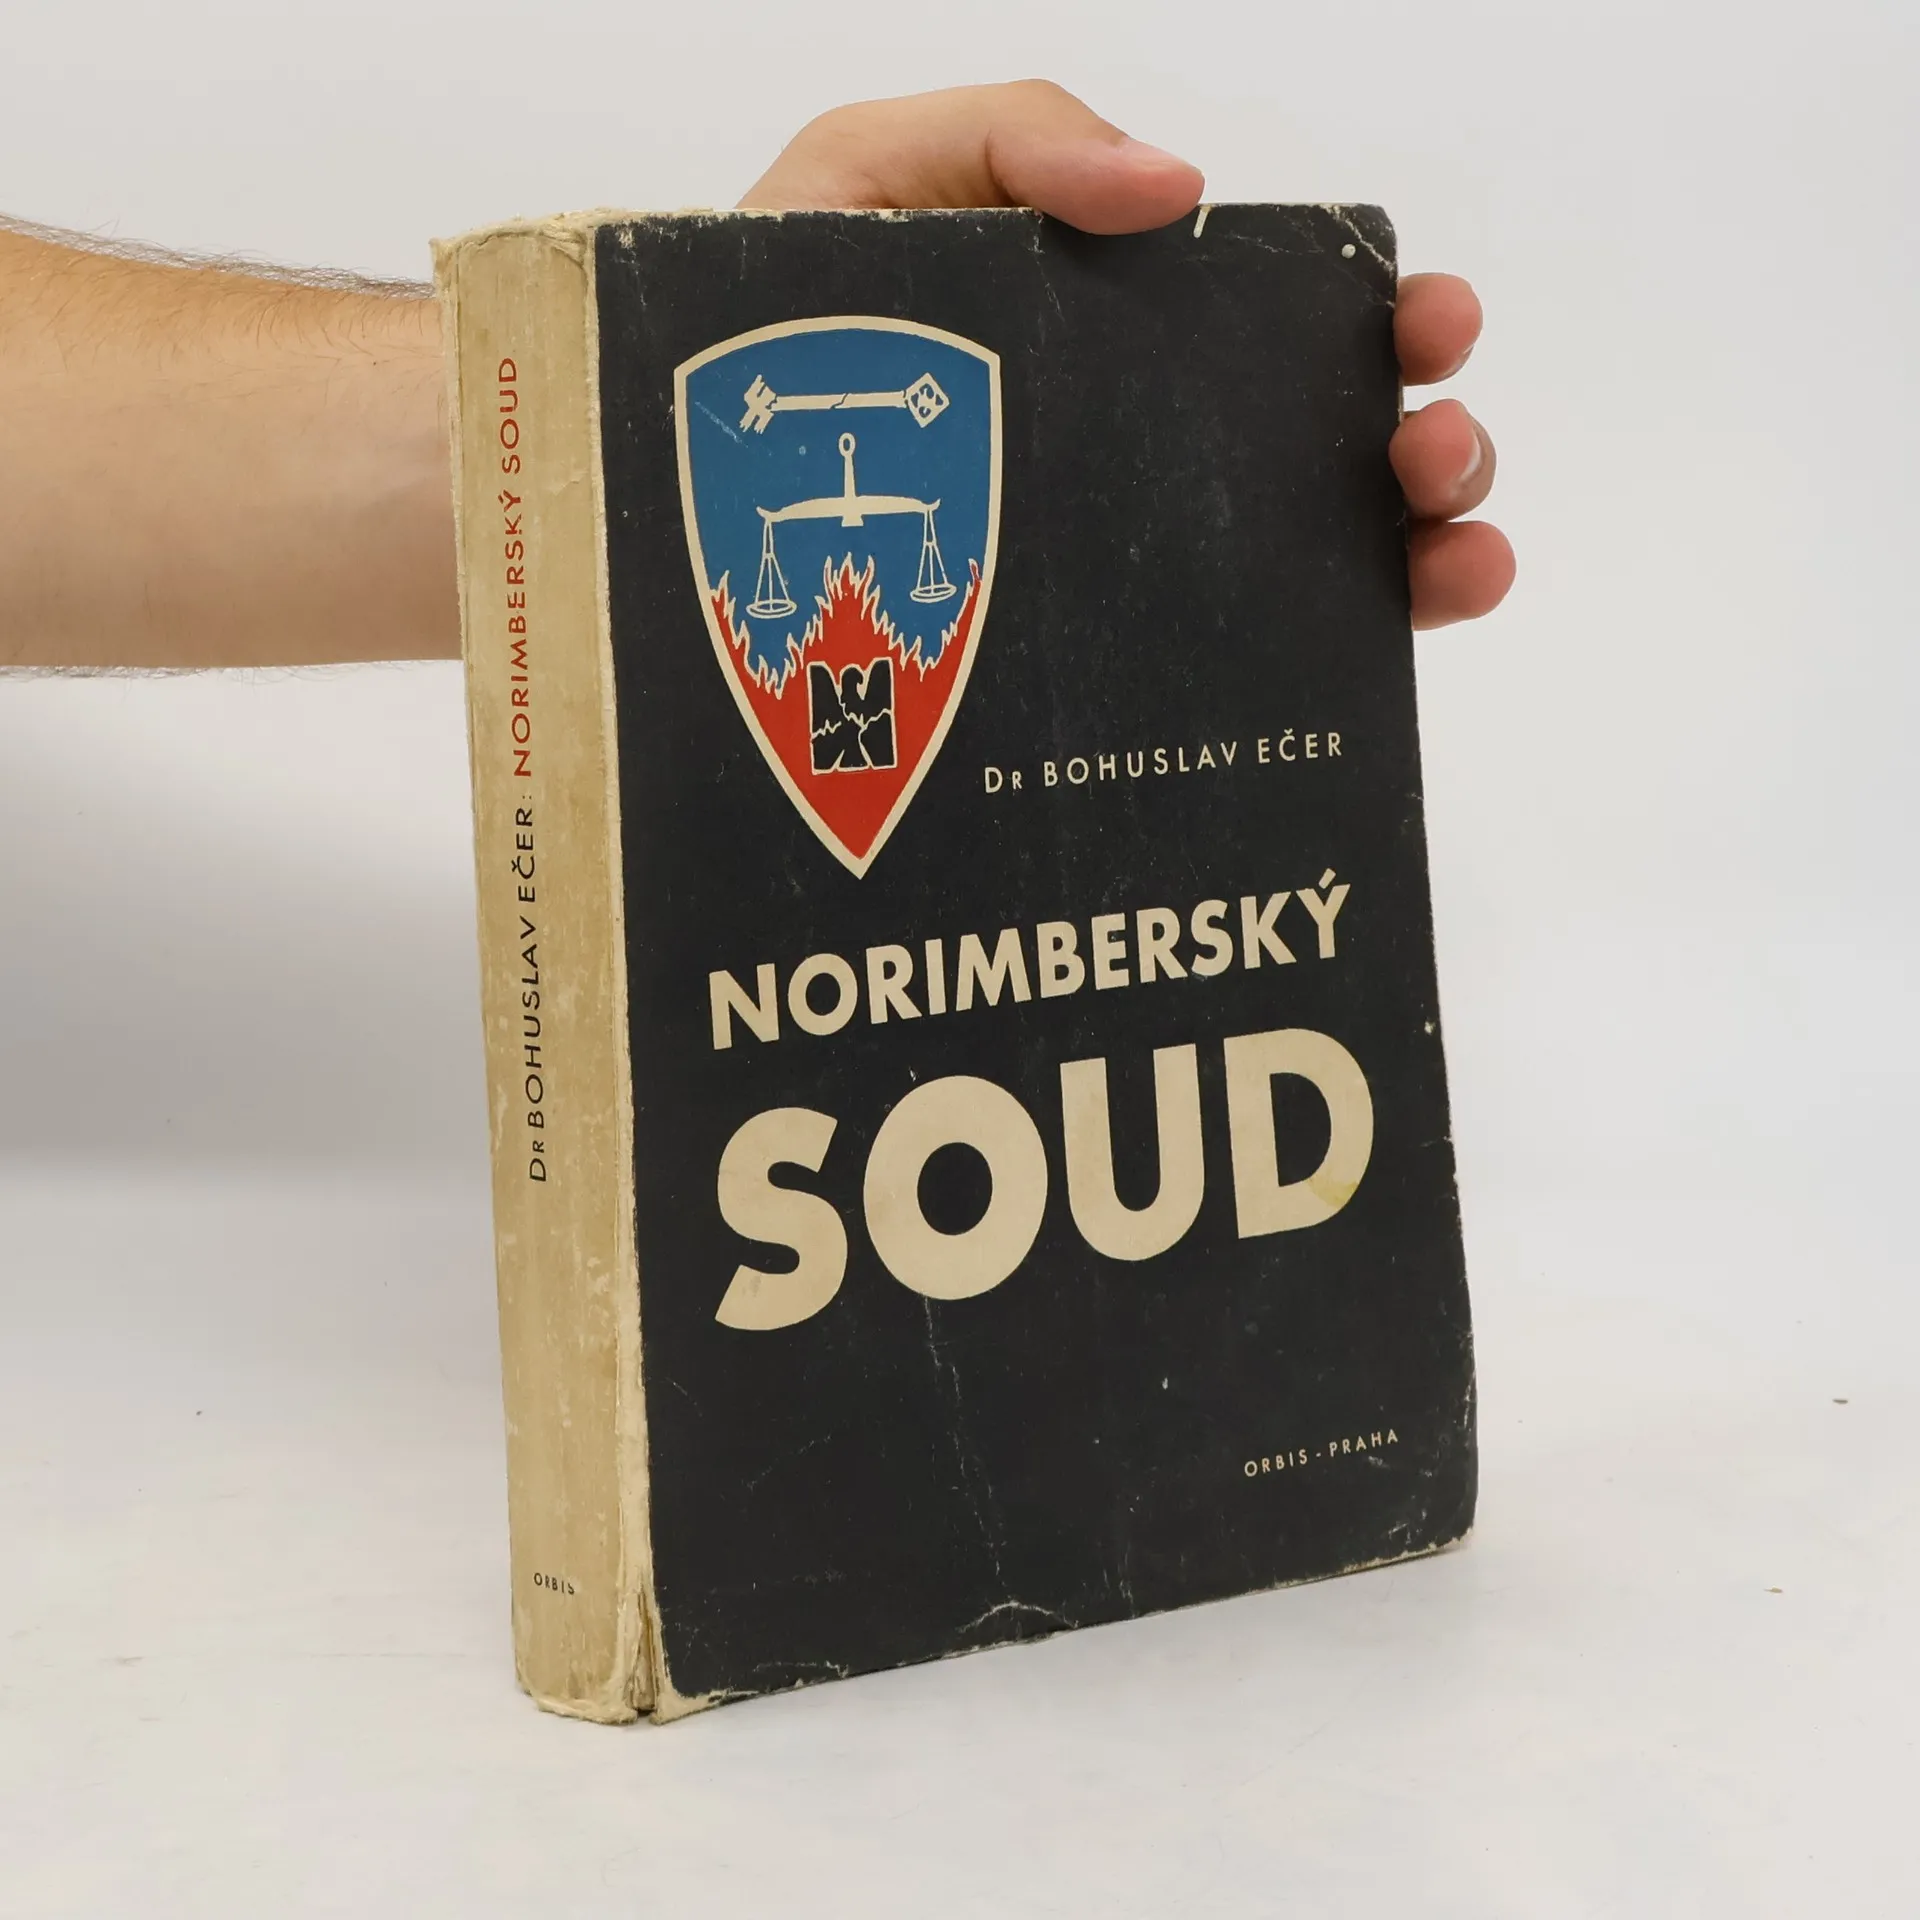 Dr BOHUSLAV EČER: NORIMBERSKÝ SOUD
ORBIS
Dr BOHUSLAV EČER
NORIMBERSKÝ
SOUD
ORBIS - PRAHA